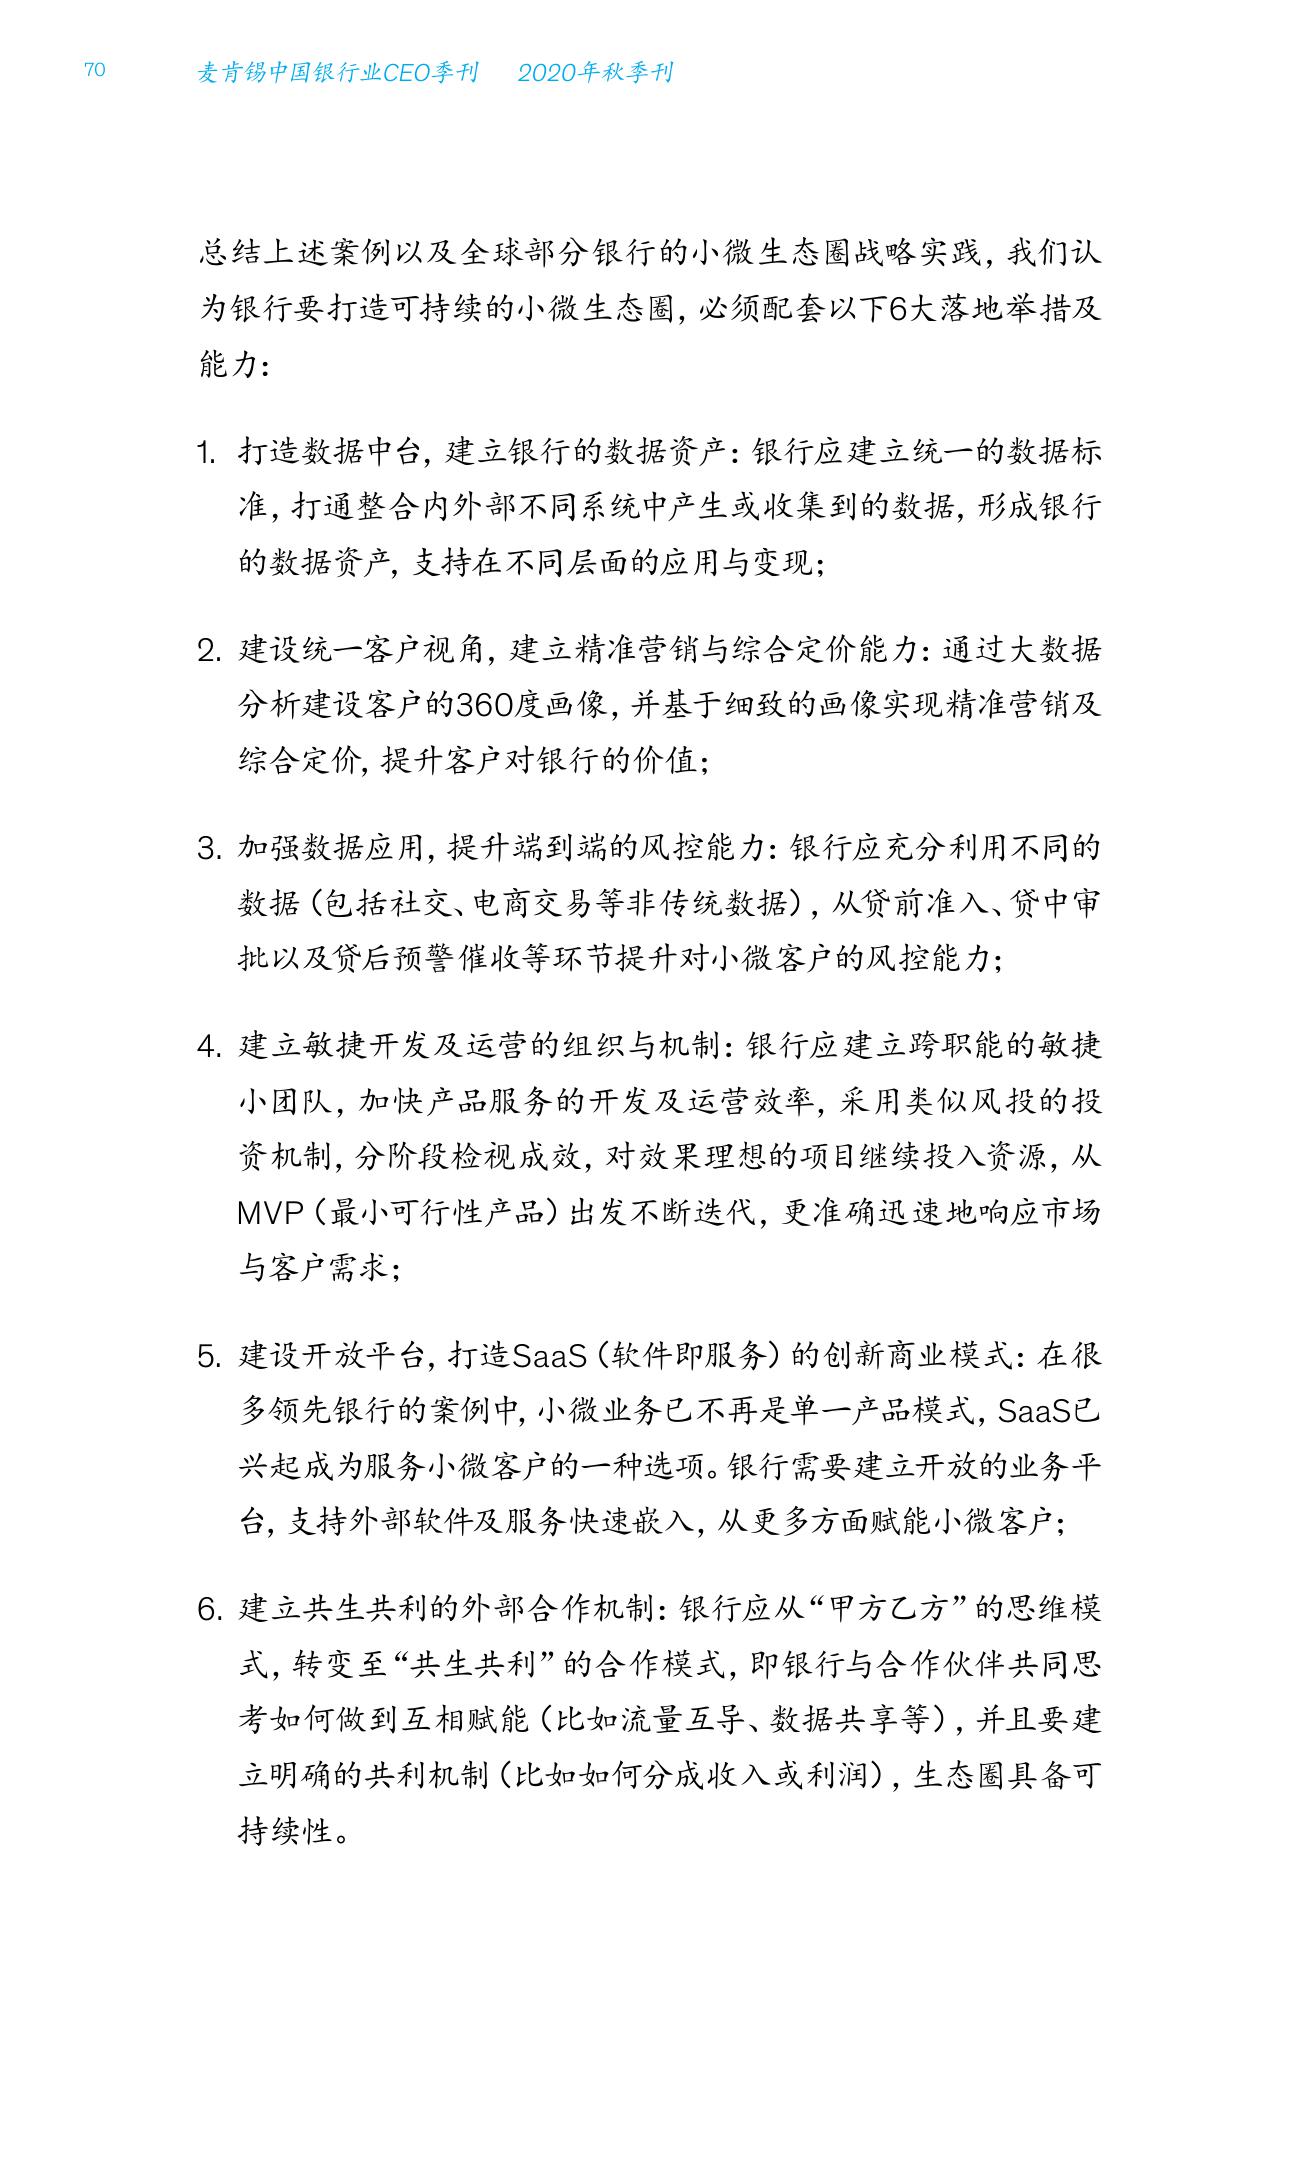 70
麦肯锡中国银行业CEO季刊 2020年秋季刊
总结上述案例以及全球部分银行的小微生态圈战略实践，我们认
为银行要打造可持续的小微生态圈，必须配套以下6大落地举措及
能力：
1. 打造数据中台，建立银行的数据资产：银行应建立统一的数据标
准，打通整合内外部不同系统中产生或收集到的数据，形成银行
的数据资产，支持在不同层面的应用与变现；
2. 建设统一客户视角，建立精准营销与综合定价能力：通过大数据
分析建设客户的360度画像，并基于细致的画像实现精准营销及
综合定价，提升客户对银行的价值；
3. 加强数据应用，提升端到端的风控能力：银行应充分利用不同的
数据（包括社交、电商交易等非传统数据），从贷前准入、贷中审
批以及贷后预警催收等环节提升对小微客户的风控能力；
4. 建立敏捷开发及运营的组织与机制：银行应建立跨职能的敏捷
小团队，加快产品服务的开发及运营效率，采用类似风投的投
资机制，分阶段检视成效，对效果理想的项目继续投入资源，从
MVP（最小可行性产品）出发不断迭代，更准确迅速地响应市场
与客户需求；
5. 建设开放平台，打造SaaS（软件即服务）的创新商业模式：在很
多领先银行的案例中，小微业务已不再是单一产品模式，SaaS已
兴起成为服务小微客户的一种选项。银行需要建立开放的业务平
台，支持外部软件及服务快速嵌入，从更多方面赋能小微客户；
6. 建立共生共利的外部合作机制：银行应从“甲方乙方”的思维模
式，转变至“共生共利”的合作模式，即银行与合作伙伴共同思
考如何做到互相赋能（比如流量互导、数据共享等），并且要建
立明确的共利机制（比如如何分成收入或利润），生态圈具备可
持续性。